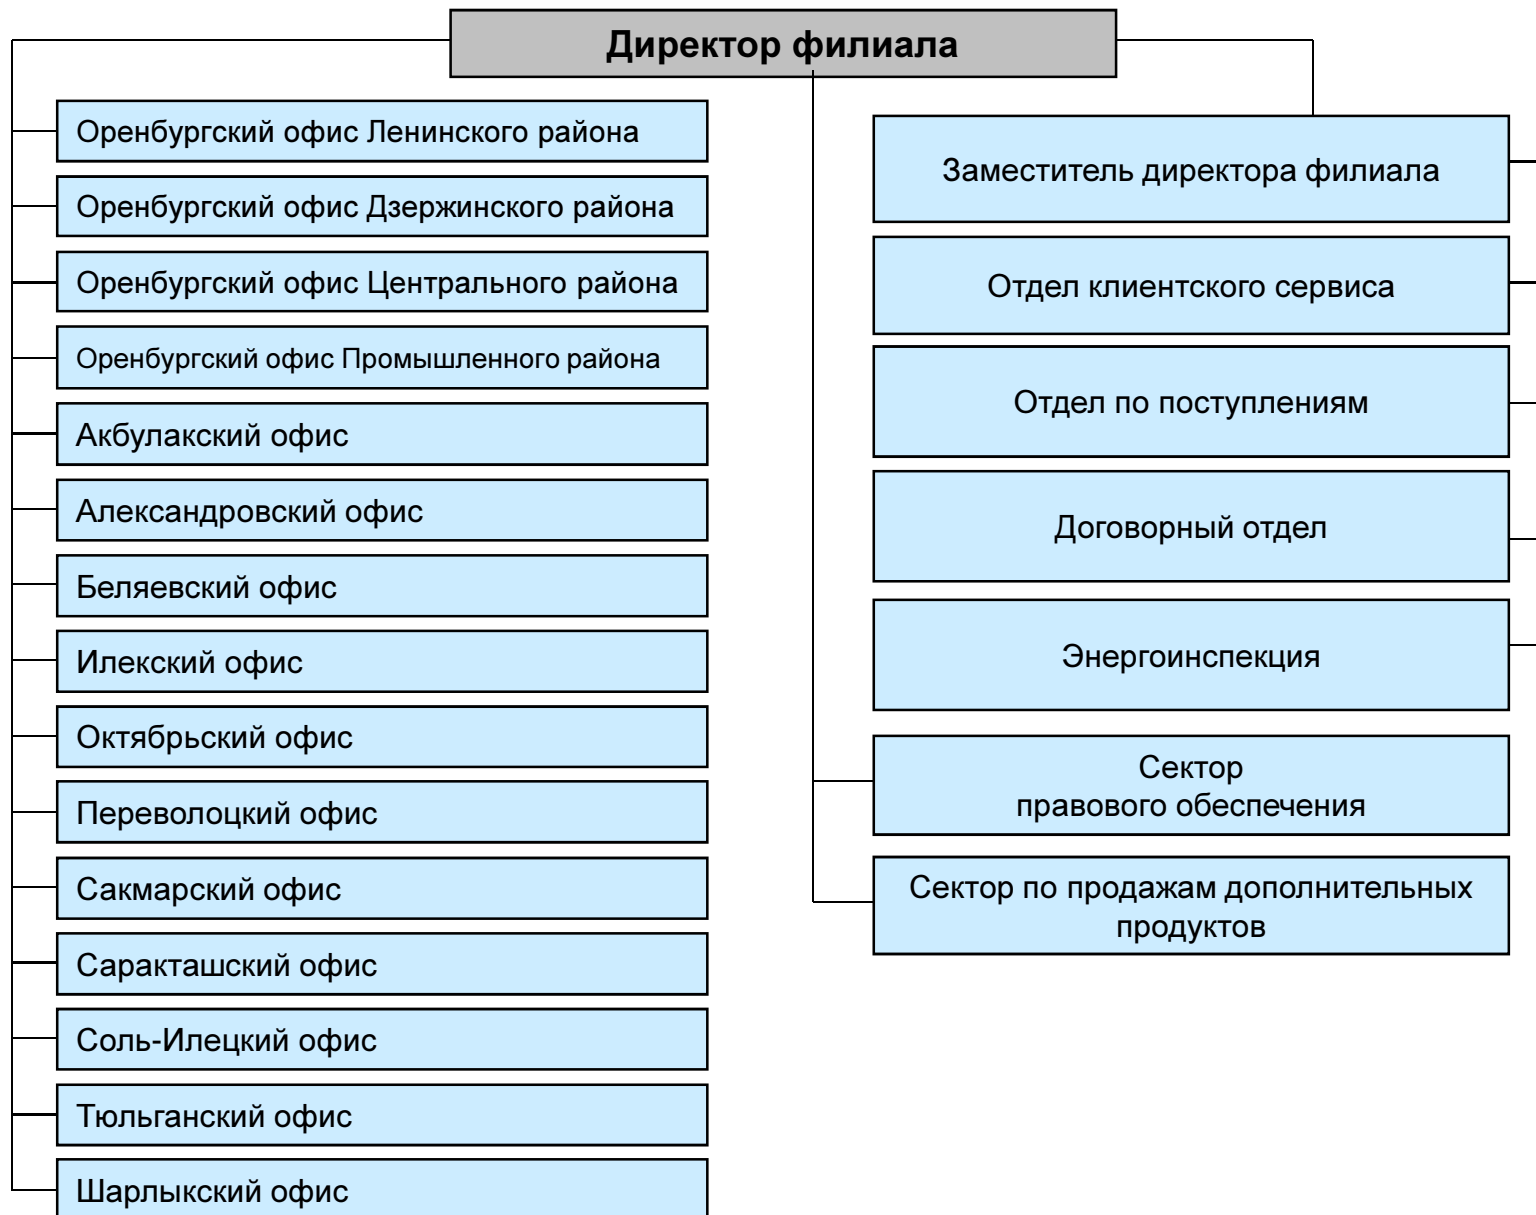 Директор филиала
Оренбургский офис Ленинского района
Оренбургский офис Дзержинского района
Оренбургский офис Центрального района
Оренбургский офис Промышленного района
Акбулакский офис
Александровский офис
Беляевский офис
Илекский офис
Октябрьский офис
Переволоцкий офис
Сакмарский офис
Саракташский офис
Соль-Илецкий офис
Тюльганский офис
Шарлыкский офис
Заместитель директора филиала
Отдел клиентского сервиса
Отдел по поступлениям
Договорный отдел
Энергоинспекция
Сектор
правового обеспечения
Сектор по продажам дополнительных
продуктов